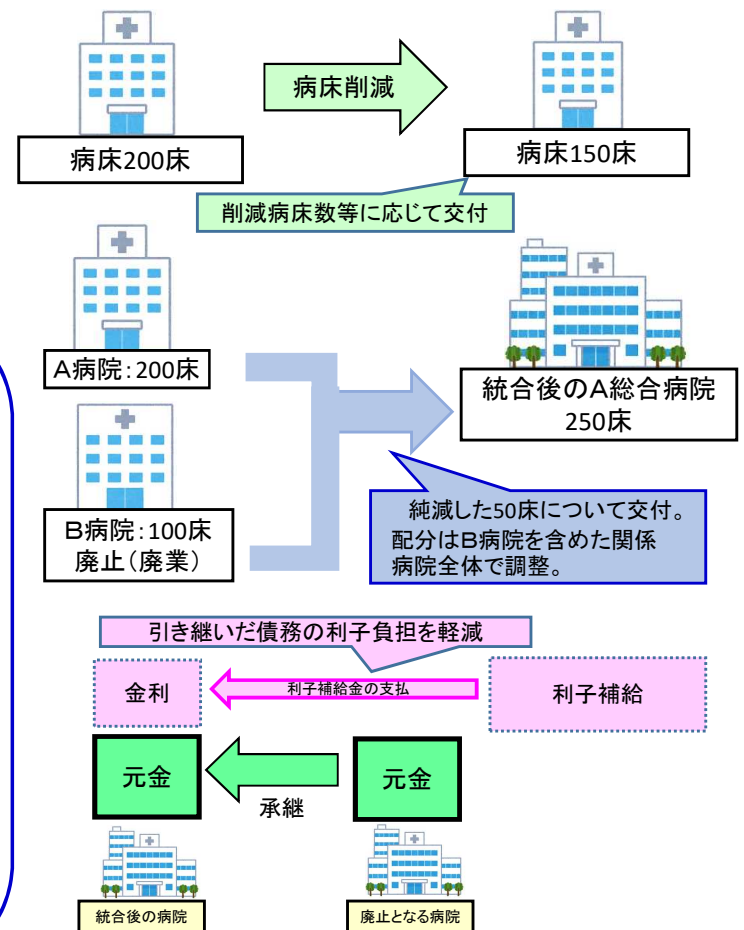 病床削減
病床200床
病床150床
削減病床数等に応じて交付
A病院:200床
B病院:100床
廃止(廃業)
統合後のA総合病院
250床
純減した50床について交付。
配分はB病院を含めた関係
病院全体で調整。
引き継いだ債務の利子負担を軽減
金利
利子補給金の支払
利子補給
元金
承継
元金
統合後の病院
廃止となる病院